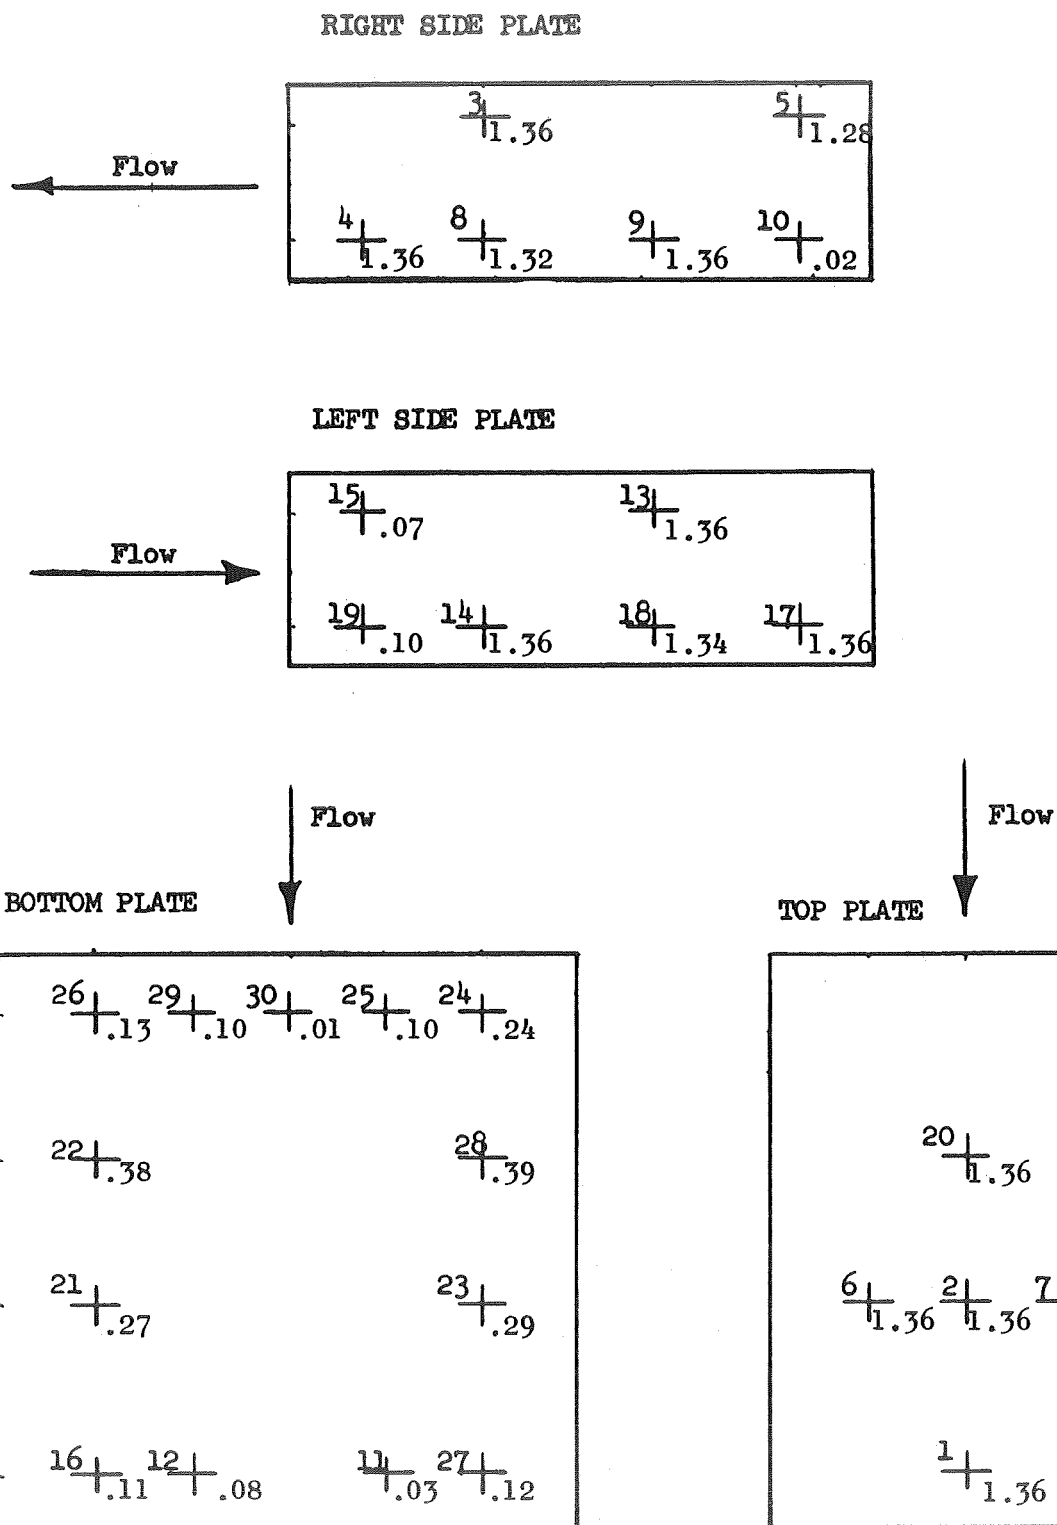 RIGHT SIDE PLATE
3 5
1.36 1.28
Flow
4 8 9 10
1.36 1.32 1.36 .02
LEFT SIDE PLATE
15 13
.07 1.36
Flow
19 14 18 17
.10 1.36 1.34 1.36
Flow Flow
BOTTOM PLATE TOP PLATE
26 29 30 25 24
.13 .10 .01 .10 .24
22 28 20
.38 .39 1.36
21 23 6 2 7
.27 .29 1.36 1.36
16 12 11 27 1
.11 .08 .03 .12 1.36